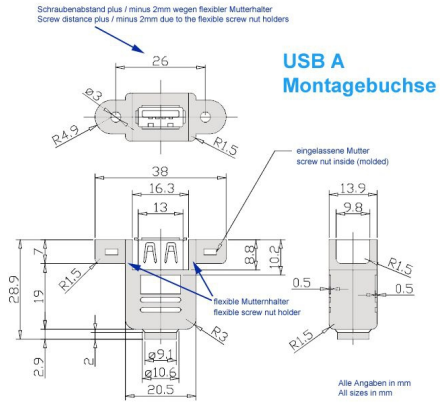 Schraubenabstand plus / minus 2mm wegen flexibler Mutterhalter
Screw distance plus / minus 2mm due to the flexible screw nut holders
USB A
Montagebuchse
26
ø3
R4.9
R1.5
eingelassene Mutter
screw nut inside (molded)
38
16.3
13
13.9
9.8
7
8.8
10.2
R1.5
R1.5
28.9
19
0.5
0.5
flexible Mutternhalter
flexible screw nut holder
R3
R1.5
2.9
2
ø9.1
ø10.6
20.5
Alle Angaben in mm
All sizes in mm